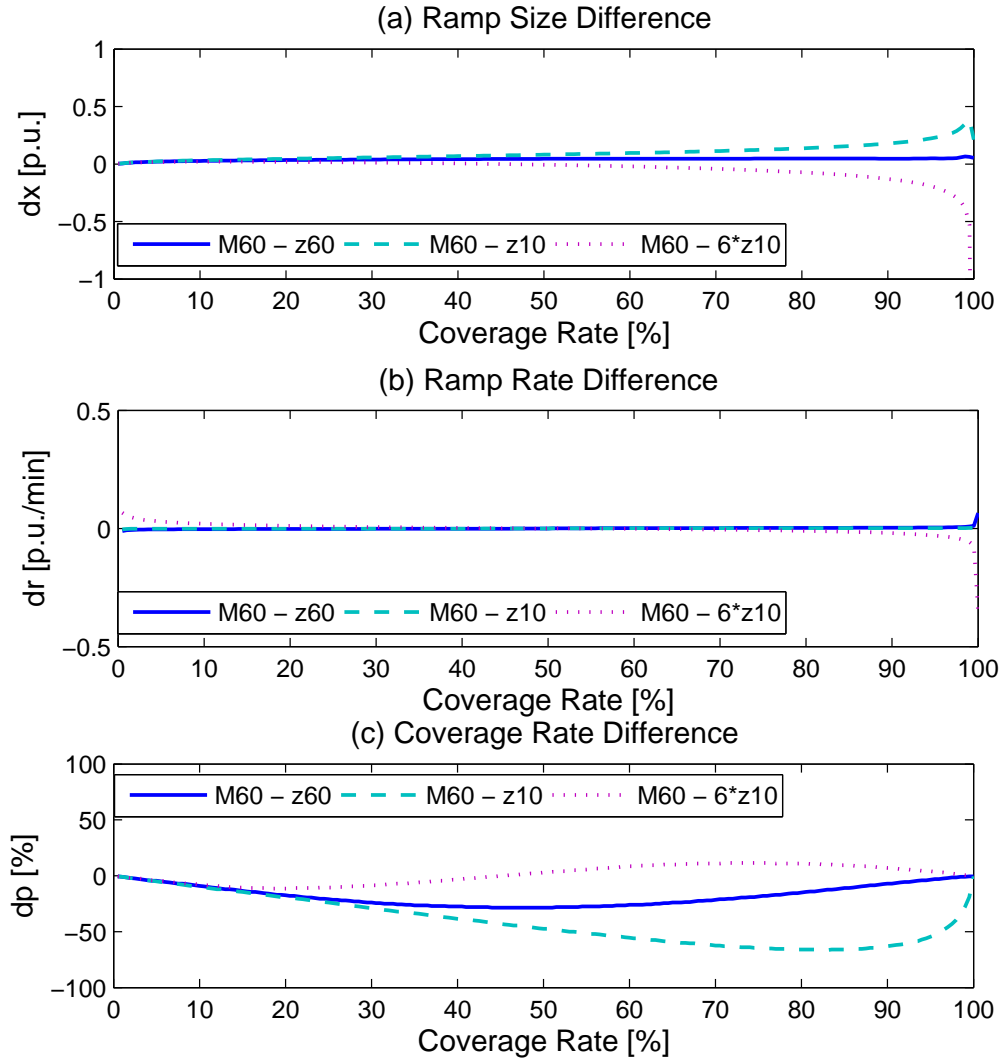 (a) Ramp Size Difference
1
0.5
0
−0.5
−1
dx [p.u.]
M60 − z60 M60 − z10 M60 − 6*z10
0 10 20 30 40 50 60 70 80 90 100
Coverage Rate [%]
(b) Ramp Rate Difference
0.5
0
−0.5
dr [p.u./min]
M60 − z60 M60 − z10 M60 − 6*z10
0 10 20 30 40 50 60 70 80 90 100
Coverage Rate [%]
(c) Coverage Rate Difference
100
50
0
−50
−100
dp [%]
M60 − z60 M60 − z10 M60 − 6*z10
0 10 20 30 40 50 60 70 80 90 100
Coverage Rate [%]